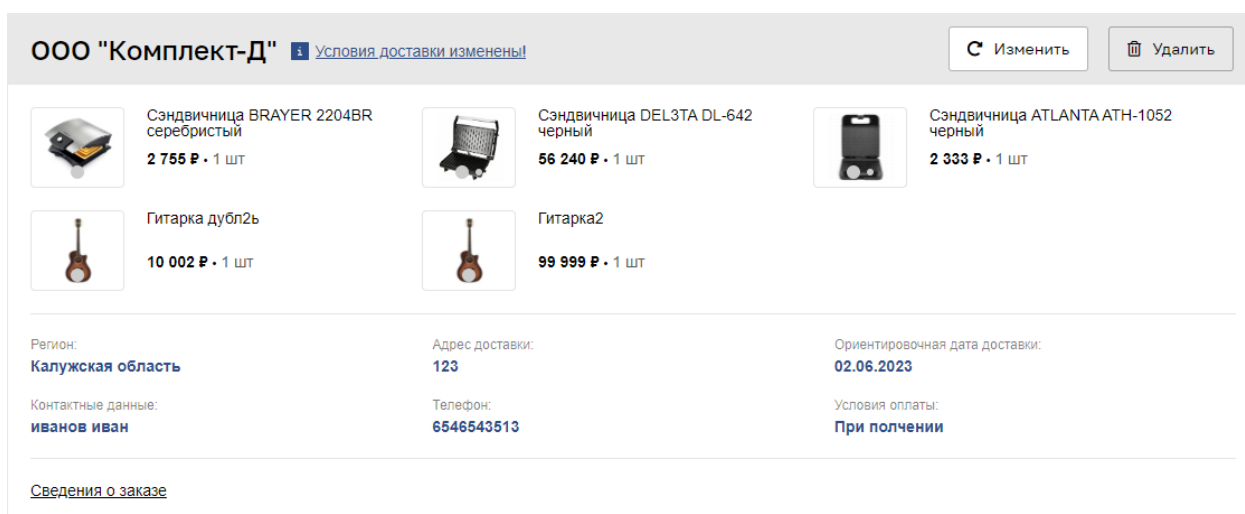 ООО "Комплект-Д" i Условия доставки изменены!
Изменить
Удалить
Сэндвичница BRAYER 2204BR
серебристый
2 755 ₽ • 1 шт
Сэндвичница DEL3TA DL-642
черный
56 240 ₽ • 1 шт
Сэндвичница ATLANTA ATH-1052
черный
2 333 ₽ • 1 шт
Гитарка дубл2ь
10 002 ₽ • 1 шт
Гитарка2
99 999 ₽ • 1 шт
Регион:
Калужская область
Адрес доставки:
123
Ориентировочная дата доставки:
02.06.2023
Контактные данные:
иванов иван
Телефон:
6546543513
Условия оплаты:
При полчении
Сведения о заказе